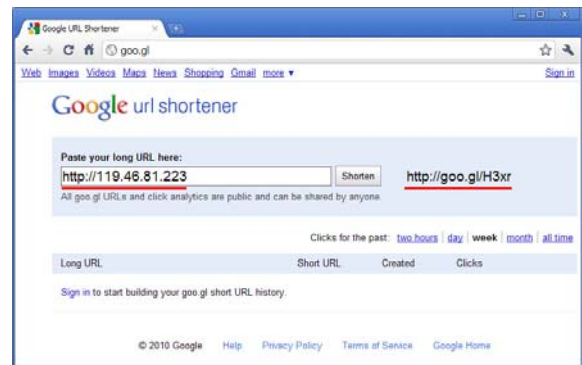 Google URL Shortener
goo.gl
Web Images Videos Maps News Shopping Gmail more ▼ Sign in
Google url shortener
Paste your long URL here:
http://119.46.81.223 Shorten http://goo.gl/H3xr
All goo.gl URLs and click analytics are public and can be shared by anyone.
Clicks for the past: two hours | day | week | month | all time
Long URL Short URL Created Clicks
Sign in to start building your goo.gl short URL history.
© 2010 Google Help Privacy Policy Terms of Service Google Home